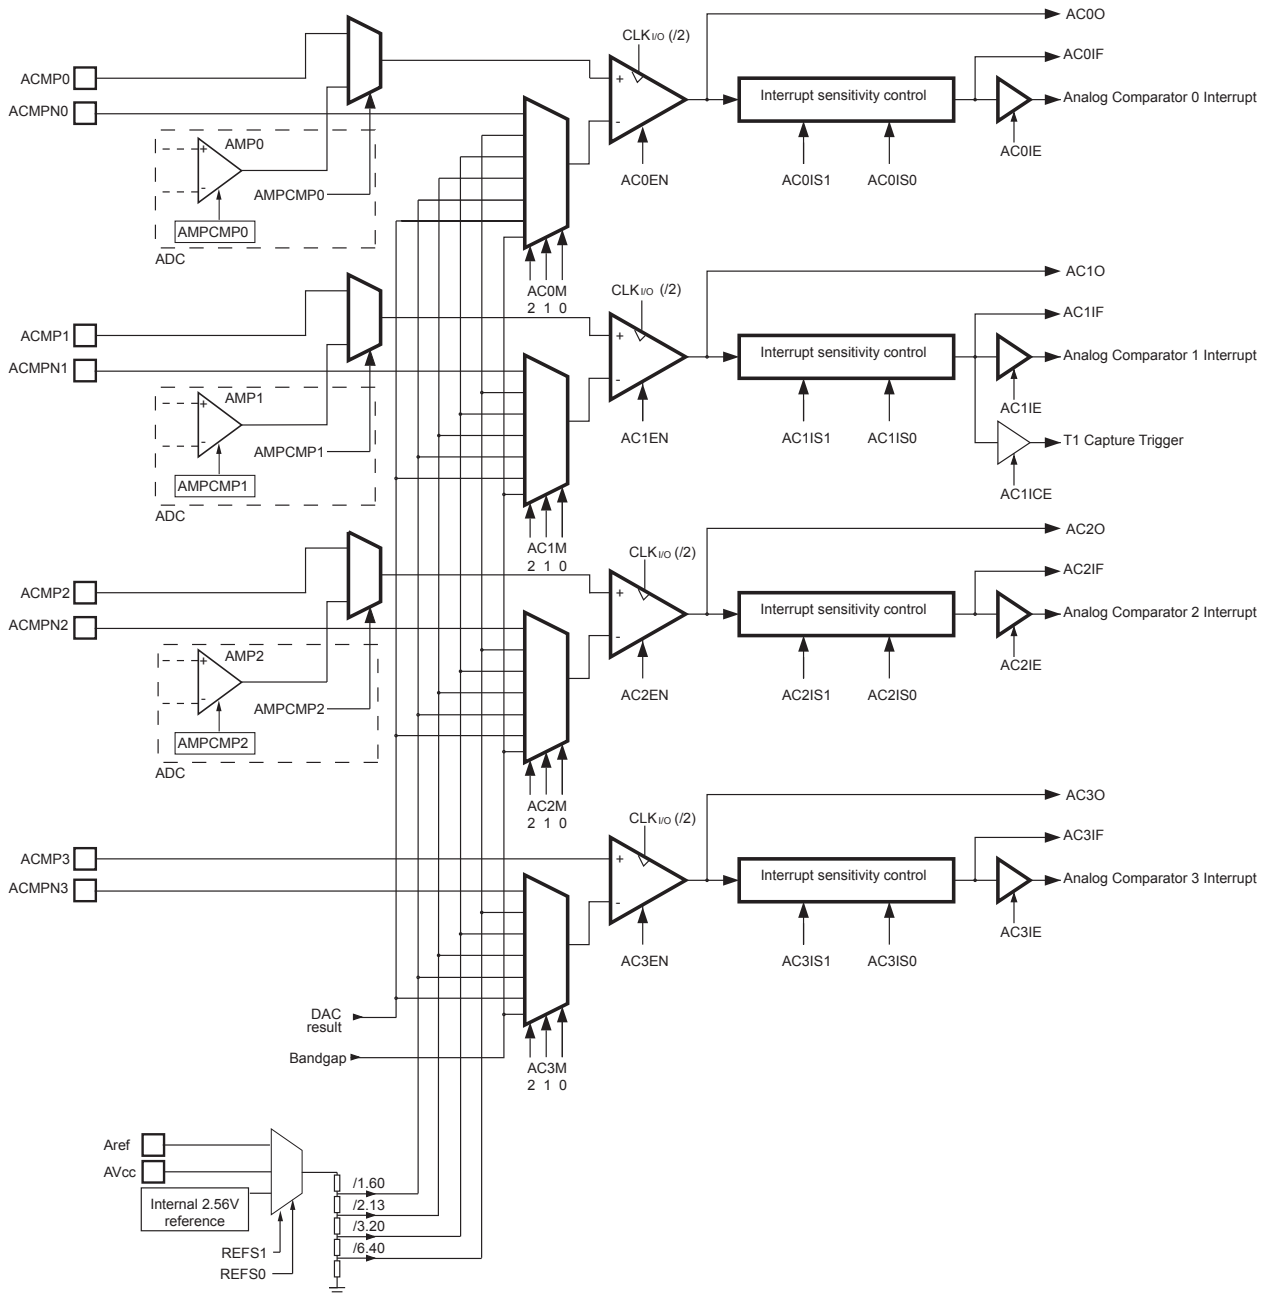 CLK I/O (/2)
AC0O
AC0IF
ACMP0
Interrupt sensitivity control
Analog Comparator 0 Interrupt
ACMPN0
AMP0
+
-
+
-
AC0IE
AMPCMP0
AC0EN
AC0IS1
AC0IS0
AMPCMP0
ADC
AC0M
2 1 0
CLK I/O (/2)
AC1O
AC1IF
ACMP1
Interrupt sensitivity control
Analog Comparator 1 Interrupt
ACMPN1
AMP1
+
-
+
-
AC1IE
AC1EN
AC1IS1
AC1IS0
T1 Capture Trigger
AMPCMP1
AMPCMP1
AC1ICE
ADC
AC1M
2 1 0
CLK I/O (/2)
AC2O
AC2IF
ACMP2
Interrupt sensitivity control
Analog Comparator 2 Interrupt
ACMPN2
AMP2
+
-
+
-
AC2IE
AC2EN
AC2IS1
AC2IS0
AMPCMP2
AMPCMP2
ADC
AC2M
2 1 0
CLK I/O (/2)
AC3O
AC3IF
ACMP3
+
-
Interrupt sensitivity control
Analog Comparator 3 Interrupt
ACMPN3
AC3IE
AC3EN
AC3IS1
AC3IS0
DAC
result
Bandgap
AC3M
2 1 0
Aref
AVcc
Internal 2.56V
reference
/1.60
/2.13
/3.20
/6.40
REFS1
REFS0